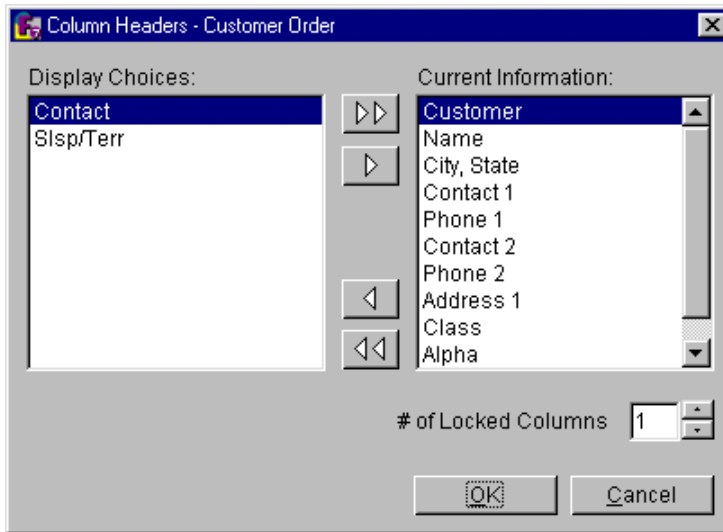 Column Headers - Customer Order
Display Choices:
Contact
Slsp/Terr
Current Information:
Customer
Name
City, State
Contact 1
Phone 1
Contact 2
Phone 2
Address 1
Class
Alpha
# of Locked Columns 1
OK Cancel